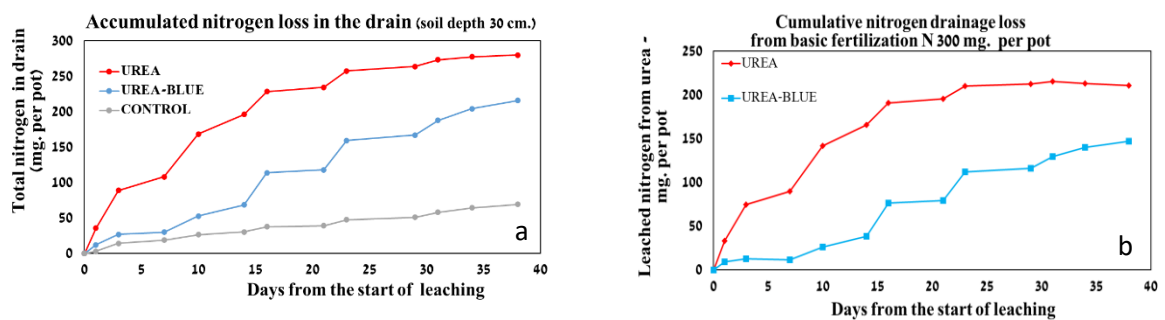 Accumulated nitrogen loss in the drain (soil depth 30 cm.)
Total nitrogen in drain
(mg. per pot)
300
250
200
150
100
50
0
UREA
UREA-BLUE
CONTROL
a
0 5 10 15 20 25 30 35 40
Days from the start of leaching
Cumulative nitrogen drainage loss
from basic fertilization N 300 mg. per pot
Leached nitrogen from urea -
mg. per pot
250
200
150
100
50
0
UREA
UREA-BLUE
b
0 5 10 15 20 25 30 35 40
Days from the start of leaching